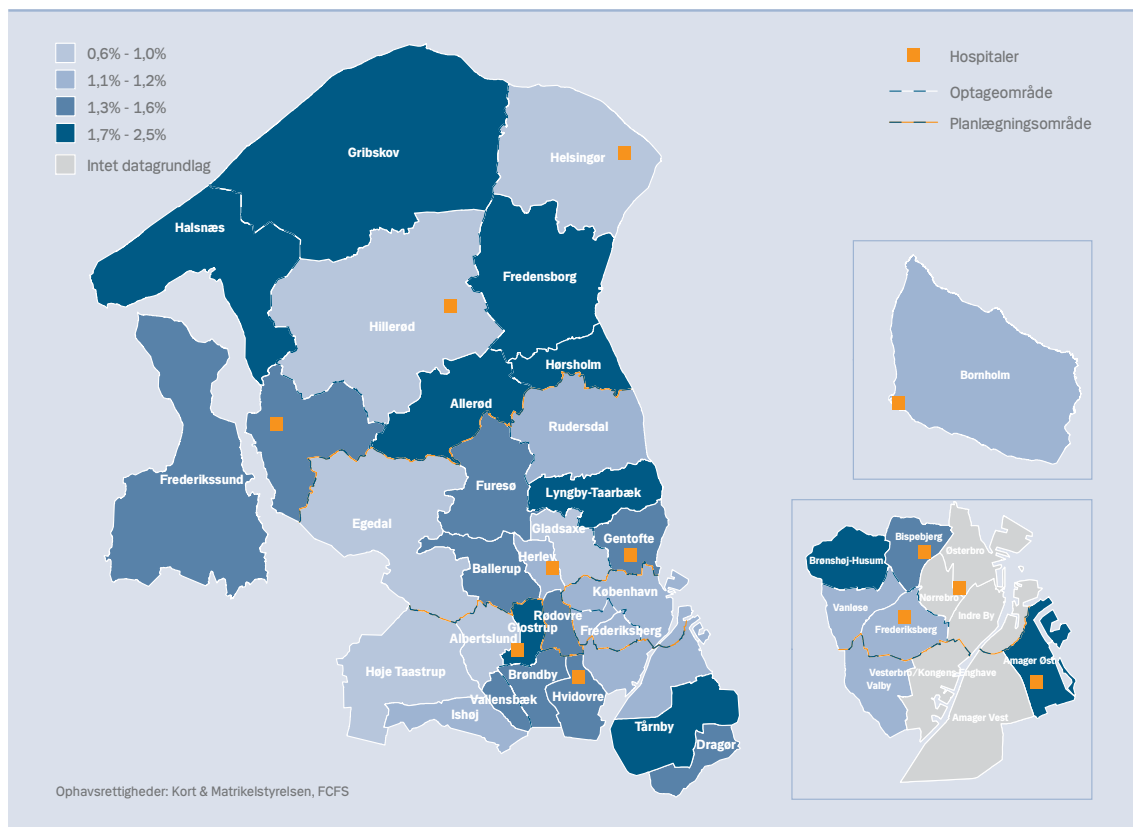 0,6% - 1,0%
1,1% - 1,2%
1,3% - 1,6%
1,7% - 2,5%
Intet datagrundlag
Hospitaler
Optageområde
Planlægningsområde
Gribskov
Helsingør
Halsnæs
Fredensborg
Hillerød
Hørsholm
Allerød
Rudersdal
Frederikssund
Furesø
Lyngby-Taarbæk
Egedal
Gladsaxe
Gentofte
Herlev
Ballerup
København
Rødovre
Glostrup
Frederiksberg
Albertslund
Høje Taastrup
Brøndby
Vallensbæk
Hvidovre
Ishøj
Tårnby
Dragør
Bornholm
Bispebjerg
Østerbro
Brønshøj-Husum
Nørrebro
Vanløse
Indre By
Frederiksberg
Amager Øst
Vesterbro/Kongens Enghave
Valby
Amager Vest
Ophavsrettigheder: Kort & Matrikelstyrelsen, FCFS